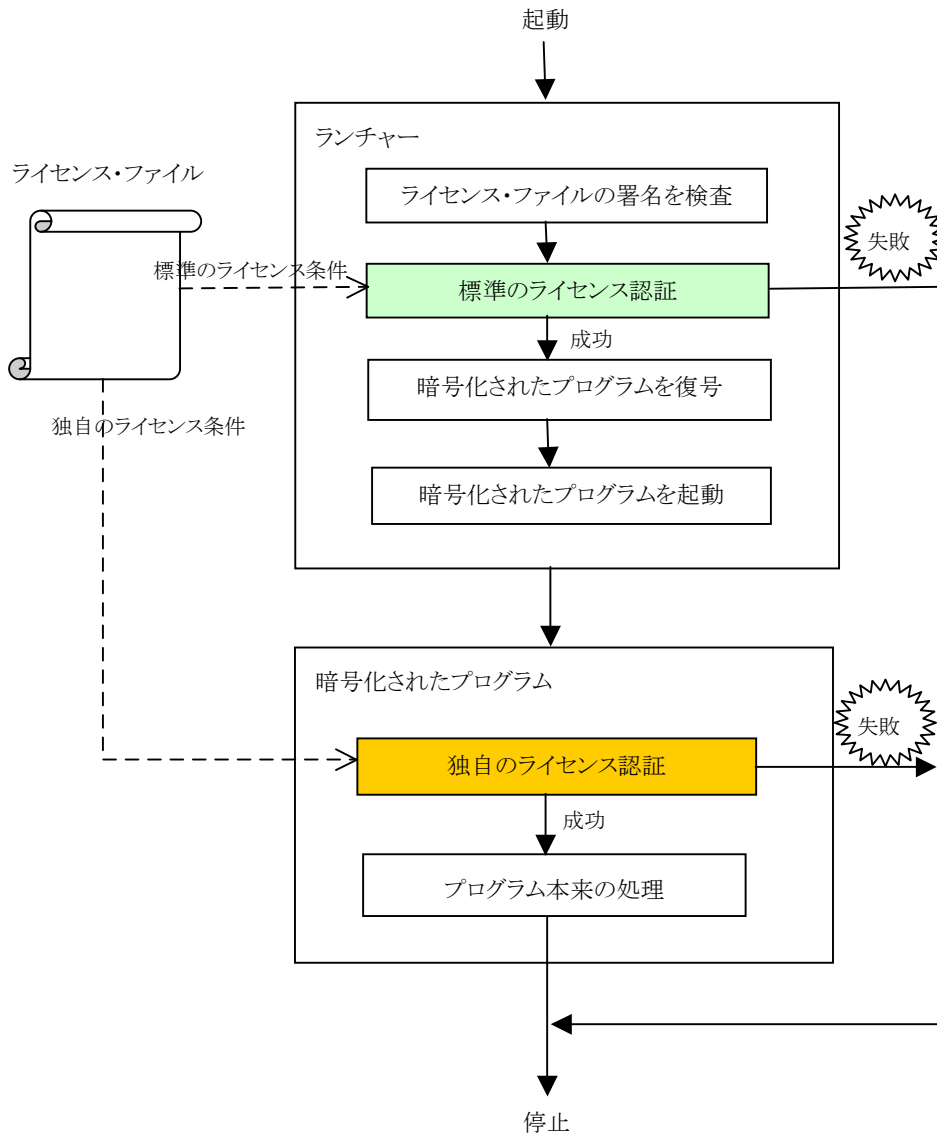 起動
ランチャー
ライセンス・ファイル
ライセンス・ファイルの署名を検査
失敗
標準のライセンス条件
標準のライセンス認証
成功
暗号化されたプログラムを復号
独自のライセンス条件
暗号化されたプログラムを起動
暗号化されたプログラム
失敗
独自のライセンス認証
成功
プログラム本来の処理
停止